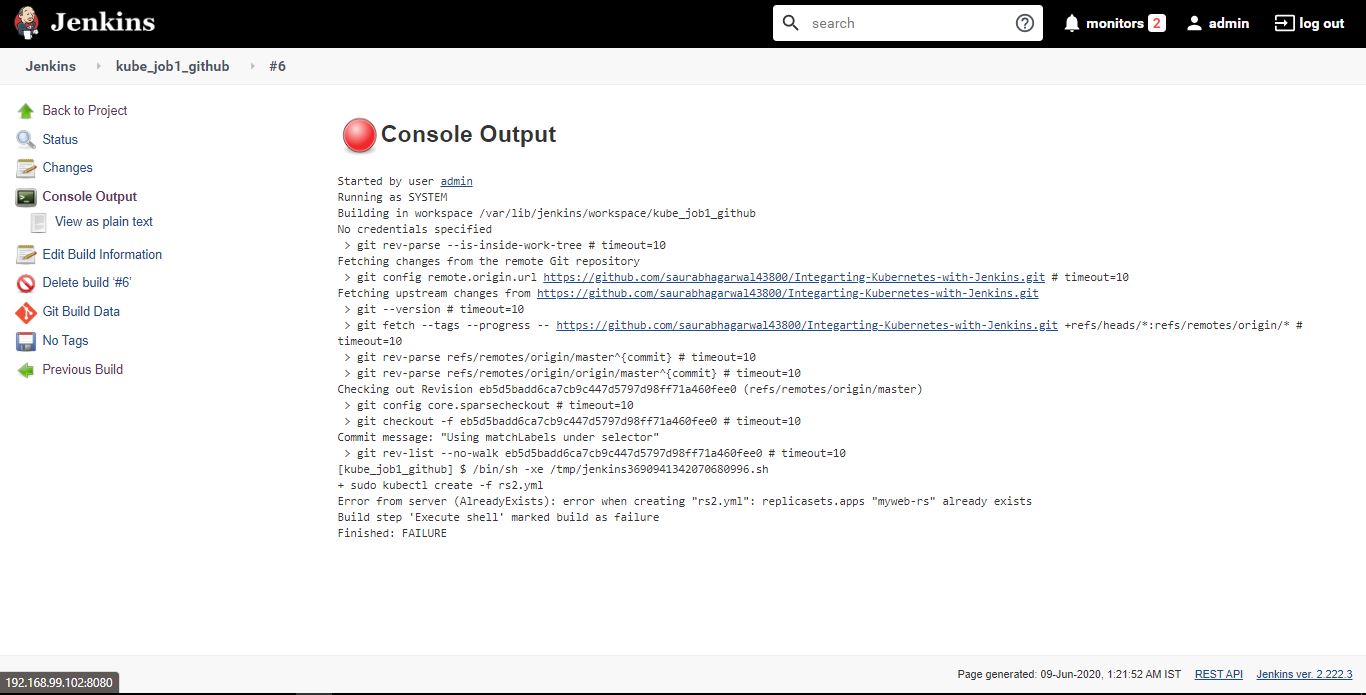 Jenkins
search
monitors 2
admin
log out
Jenkins
kube_job1_github
#6
Back to Project
Status
Changes
Console Output
View as plain text
Edit Build Information
Delete build '#6'
Git Build Data
No Tags
Previous Build
Console Output
Started by user admin
Running as SYSTEM
Building in workspace /var/lib/jenkins/workspace/kube_job1_github
No credentials specified
> git rev-parse --is-inside-work-tree # timeout=10
Fetching changes from the remote Git repository
> git config remote.origin.url https://github.com/saurabhagarwal43800/Integarting-Kubernetes-with-Jenkins.git # timeout=10
Fetching upstream changes from https://github.com/saurabhagarwal43800/Integarting-Kubernetes-with-Jenkins.git
> git --version # timeout=10
> git fetch --tags --progress -- https://github.com/saurabhagarwal43800/Integarting-Kubernetes-with-Jenkins.git +refs/heads/*:refs/remotes/origin/* #
timeout=10
> git rev-parse refs/remotes/origin/master^{commit} # timeout=10
> git rev-parse refs/remotes/origin/origin/master^{commit} # timeout=10
Checking out Revision eb5d5badd6ca7cb9c447d5797d98ff71a460fee0 (refs/remotes/origin/master)
> git config core.sparsecheckout # timeout=10
> git checkout -f eb5d5badd6ca7cb9c447d5797d98ff71a460fee0 # timeout=10
Commit message: "Using matchLabels under selector"
> git rev-list --no-walk eb5d5badd6ca7cb9c447d5797d98ff71a460fee0 # timeout=10
[kube_job1_github] $ /bin/sh -xe /tmp/jenkins3690941342070680996.sh
+ sudo kubectl create -f rs2.yml
Error from server (AlreadyExists): error when creating "rs2.yml": replicasets.apps "myweb-rs" already exists
Build step 'Execute shell' marked build as failure
Finished: FAILURE
Page generated: 09-Jun-2020, 1:21:52 AM IST
REST API
Jenkins ver. 2.222.3
192.168.99.102:8080